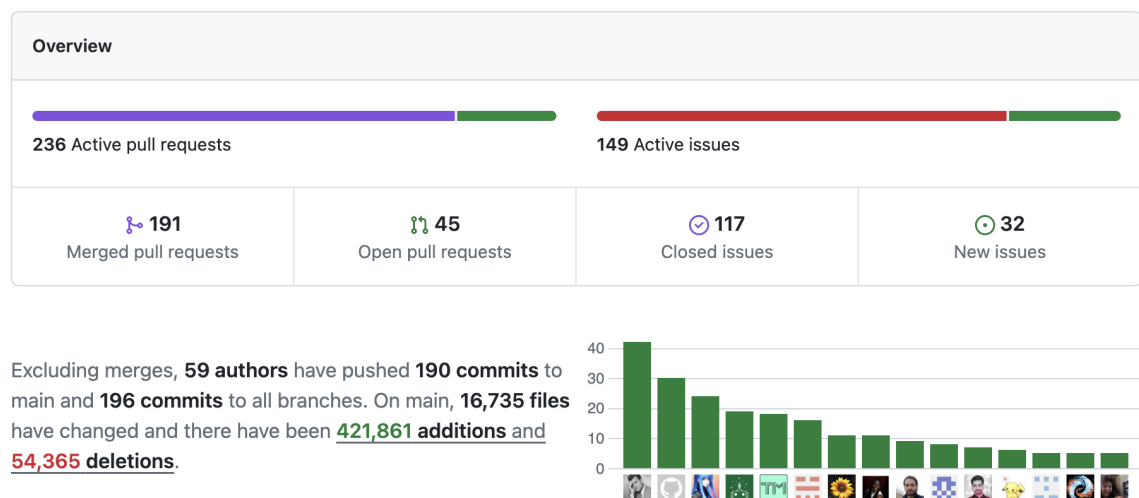 Overview
236 Active pull requests
149 Active issues
191
Merged pull requests
45
Open pull requests
117
Closed issues
32
New issues
Excluding merges, 59 authors have pushed 190 commits to
main and 196 commits to all branches. On main, 16,735 files
have changed and there have been 421,861 additions and
54,365 deletions.
40
30
20
10
0
TM